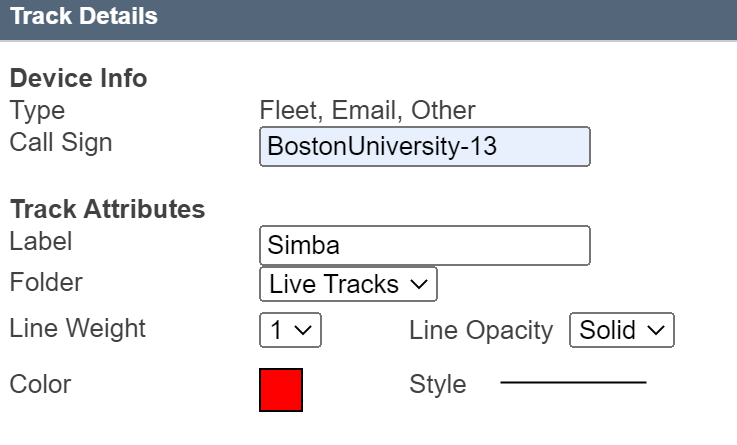 Track Details
Device Info
Type Fleet, Email, Other
Call Sign BostonUniversity-13
Track Attributes
Label Simba
Folder Live Tracks
Line Weight 1 Line Opacity Solid
Color Style